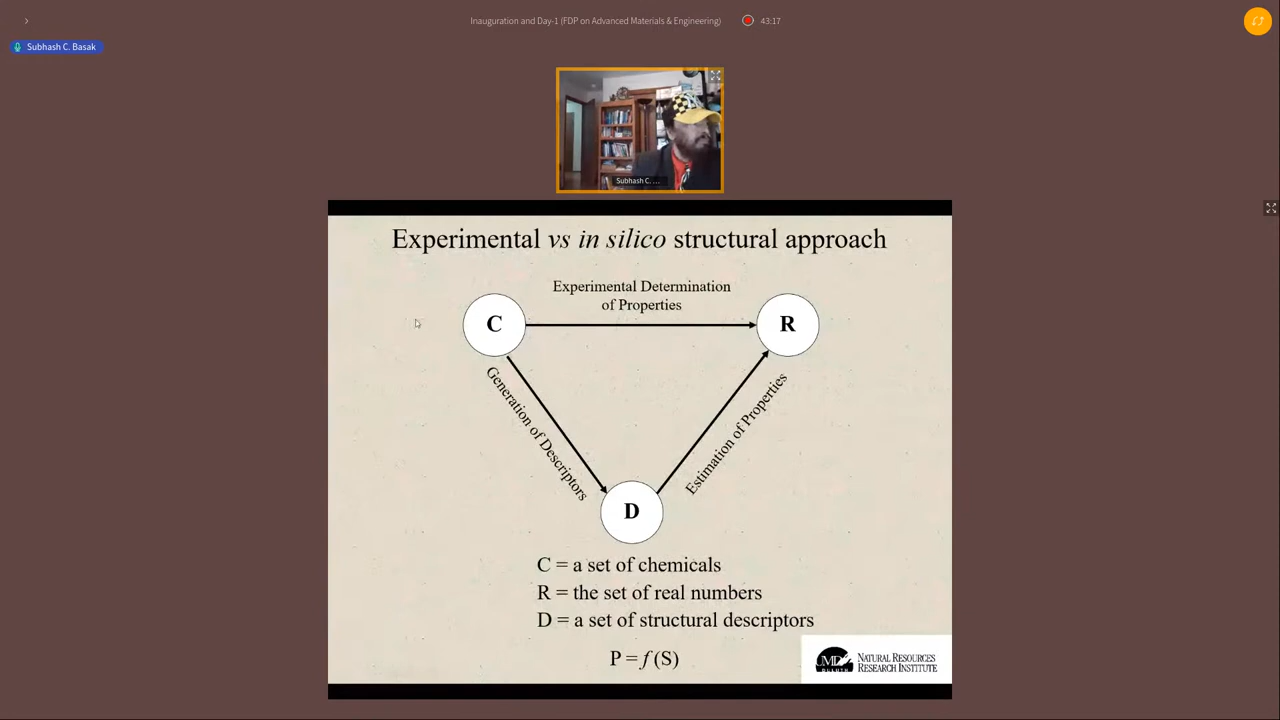 Inauguration and Day-1 (FDP on Advanced Materials & Engineering)
43:17
Subhash C. Basak
Subhash C. ...
Experimental vs in silico structural approach
Experimental Determination
of Properties
C
R
Generation of Descriptors
Estimation of Properties
D
C = a set of chemicals
R = the set of real numbers
D = a set of structural descriptors
P = f (S)
UMD
DULUTH
NATURAL RESOURCES
RESEARCH INSTITUTE